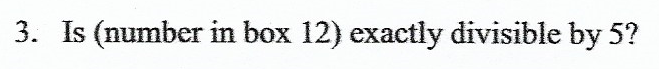 3. Is (number in box 12) exactly divisible by 5?